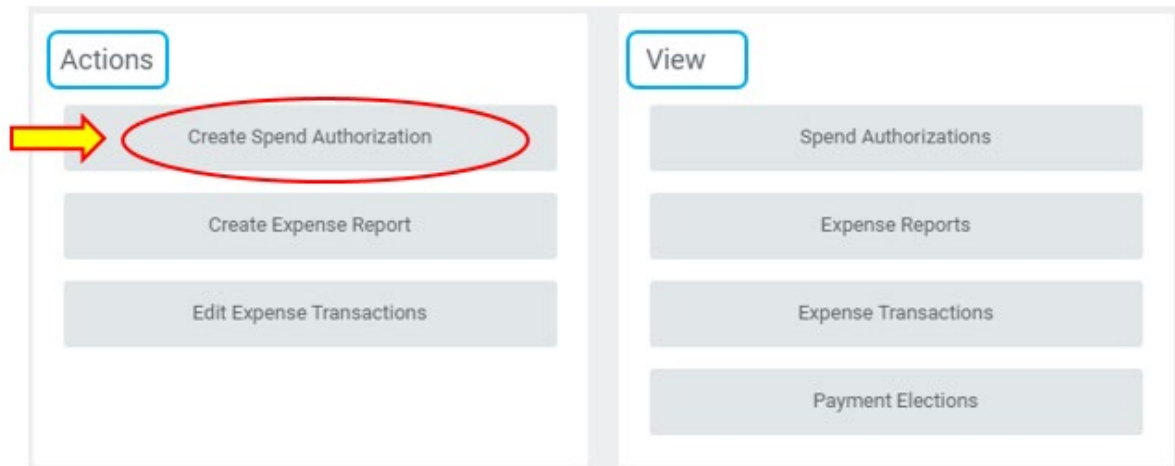 Actions
Create Spend Authorization
Create Expense Report
Edit Expense Transactions
View
Spend Authorizations
Expense Reports
Expense Transactions
Payment Elections